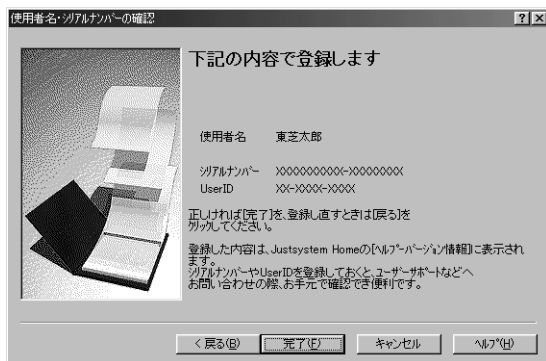 使用者名・シリアルナンバーの確認
下記の内容で登録します
使用者名 東芝太郎
シリアルナンバー XXXXXXXXXX-XXXXXXXX
UserID XX-XXXX-XXXX
正しければ[完了]を、登録し直すときは[戻る]を
クリックしてください。
登録した内容は、Justsystem Homeの[ヘルプ-バージョン情報]に表示され
ます。
シリアルナンバーやUserIDを登録しておくと、ユーザーサポートなどへ
お問い合わせの際、お手元で確認でき便利です。
< 戻る(B) 完了(F) キャンセル ヘルプ(H)